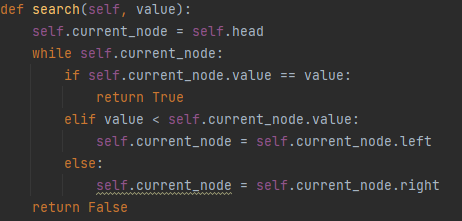 def search(self, value):
    self.current_node = self.head
    while self.current_node:
        if self.current_node.value == value:
            return True
        elif value < self.current_node.value:
            self.current_node = self.current_node.left
        else:
            self.current_node = self.current_node.right
    return False